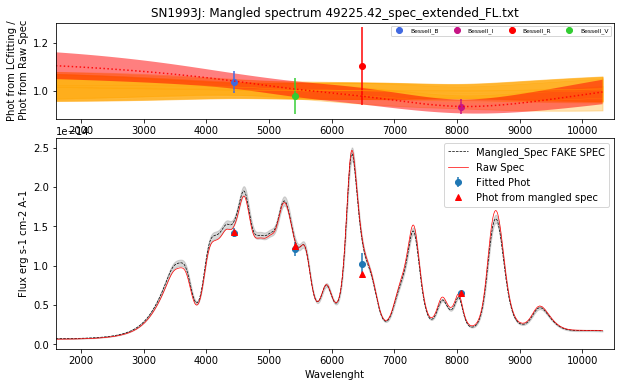 SN1993J: Mangled spectrum 49225.42_spec_extended_FL.txt
Phot from LCfitting /
Phot from Raw Spec
1.2
1.0
Bessell_B Bessell_I Bessell_R Bessell_V
2000 3000 4000 5000 6000 7000 8000 9000 10000
2.5
2.0
1.5
1.0
0.5
0.0
Flux erg s-1 cm-2 A-1
Mangled_Spec FAKE SPEC
Raw Spec
Fitted Phot
Phot from mangled spec
2000 3000 4000 5000 6000 7000 8000 9000 10000
Wavelenght